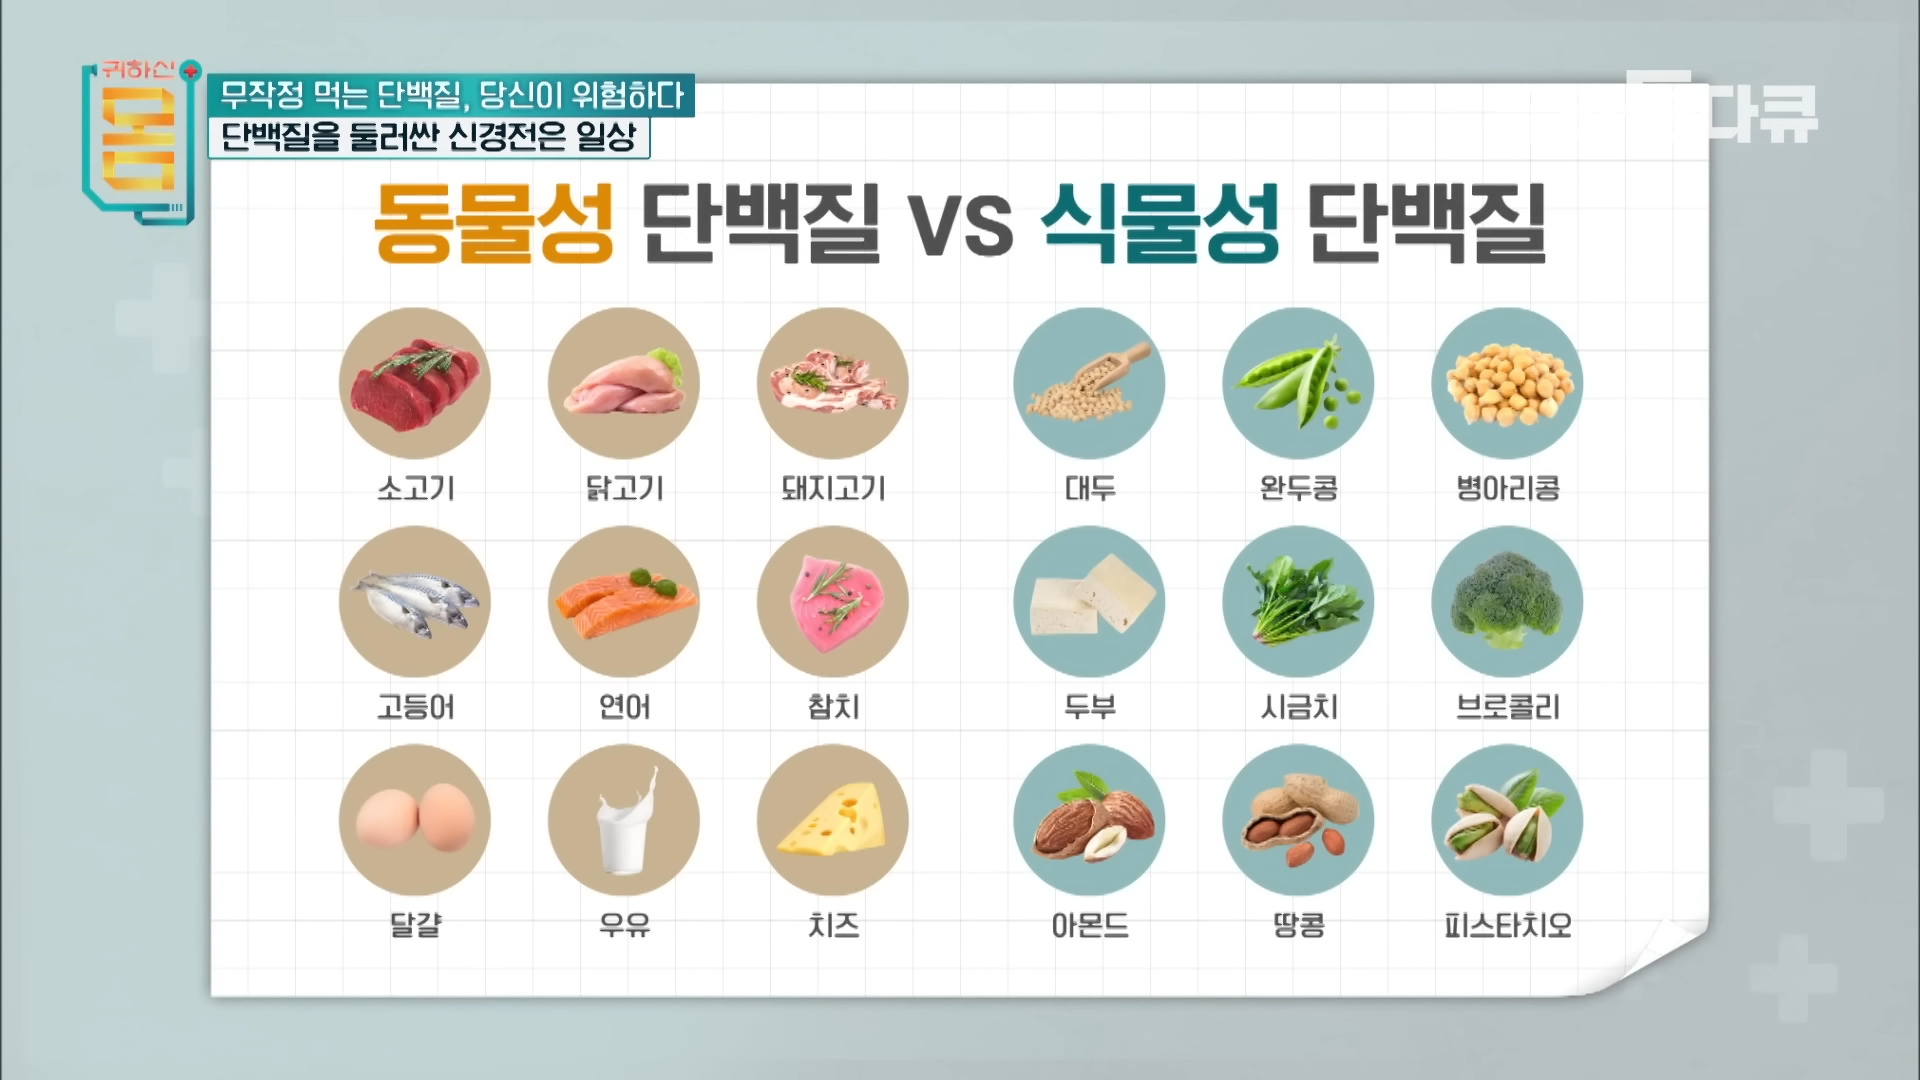 귀하신
몸
무작정 먹는 단백질, 당신이 위험하다
단백질을 둘러싼 신경전은 일상
다큐
동물성 단백질 VS 식물성 단백질
소고기 닭고기 돼지고기 대두 완두콩 병아리콩
고등어 연어 참치 두부 시금치 브로콜리
달걀 우유 치즈 아몬드 땅콩 피스타치오